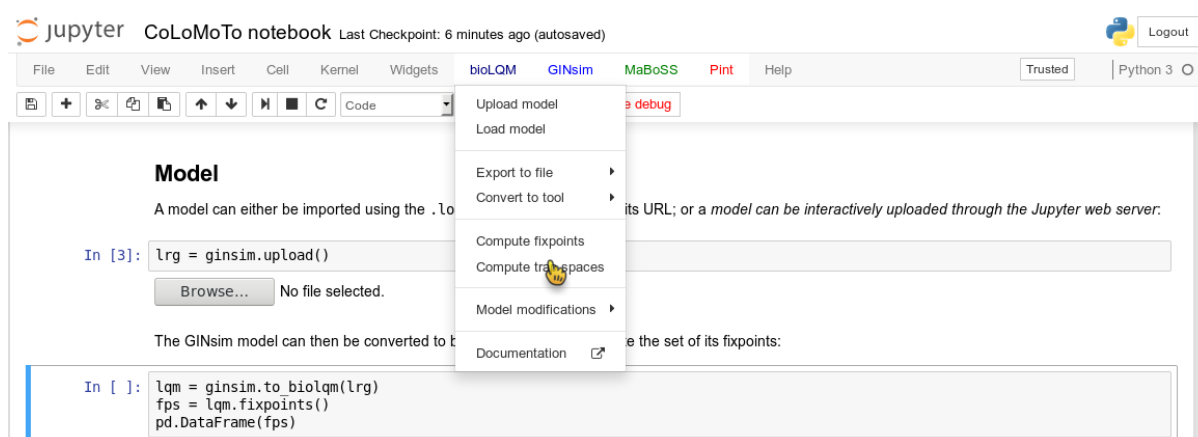 jupyter CoLoMoTo notebook Last Checkpoint: 6 minutes ago (autosaved) Logout
File Edit View Insert Cell Kernel Widgets bioLQM GINsim MaBoSS Pint Help Trusted Python 3
Code debug
Upload model
Load model
Export to file
Convert to tool
Compute fixpoints
Compute spaces
Model modifications
Documentation
Model
A model can either be imported using the .lo its URL; or a model can be interactively uploaded through the Jupyter web server:
In [3]: lrg = ginsim.upload()
Browse... No file selected.
The GINsim model can then be converted to the set of its fixpoints:
In [ ]: lqm = ginsim.to_biolqm(lrg)
fps = lqm.fixpoints()
pd.DataFrame(fps)